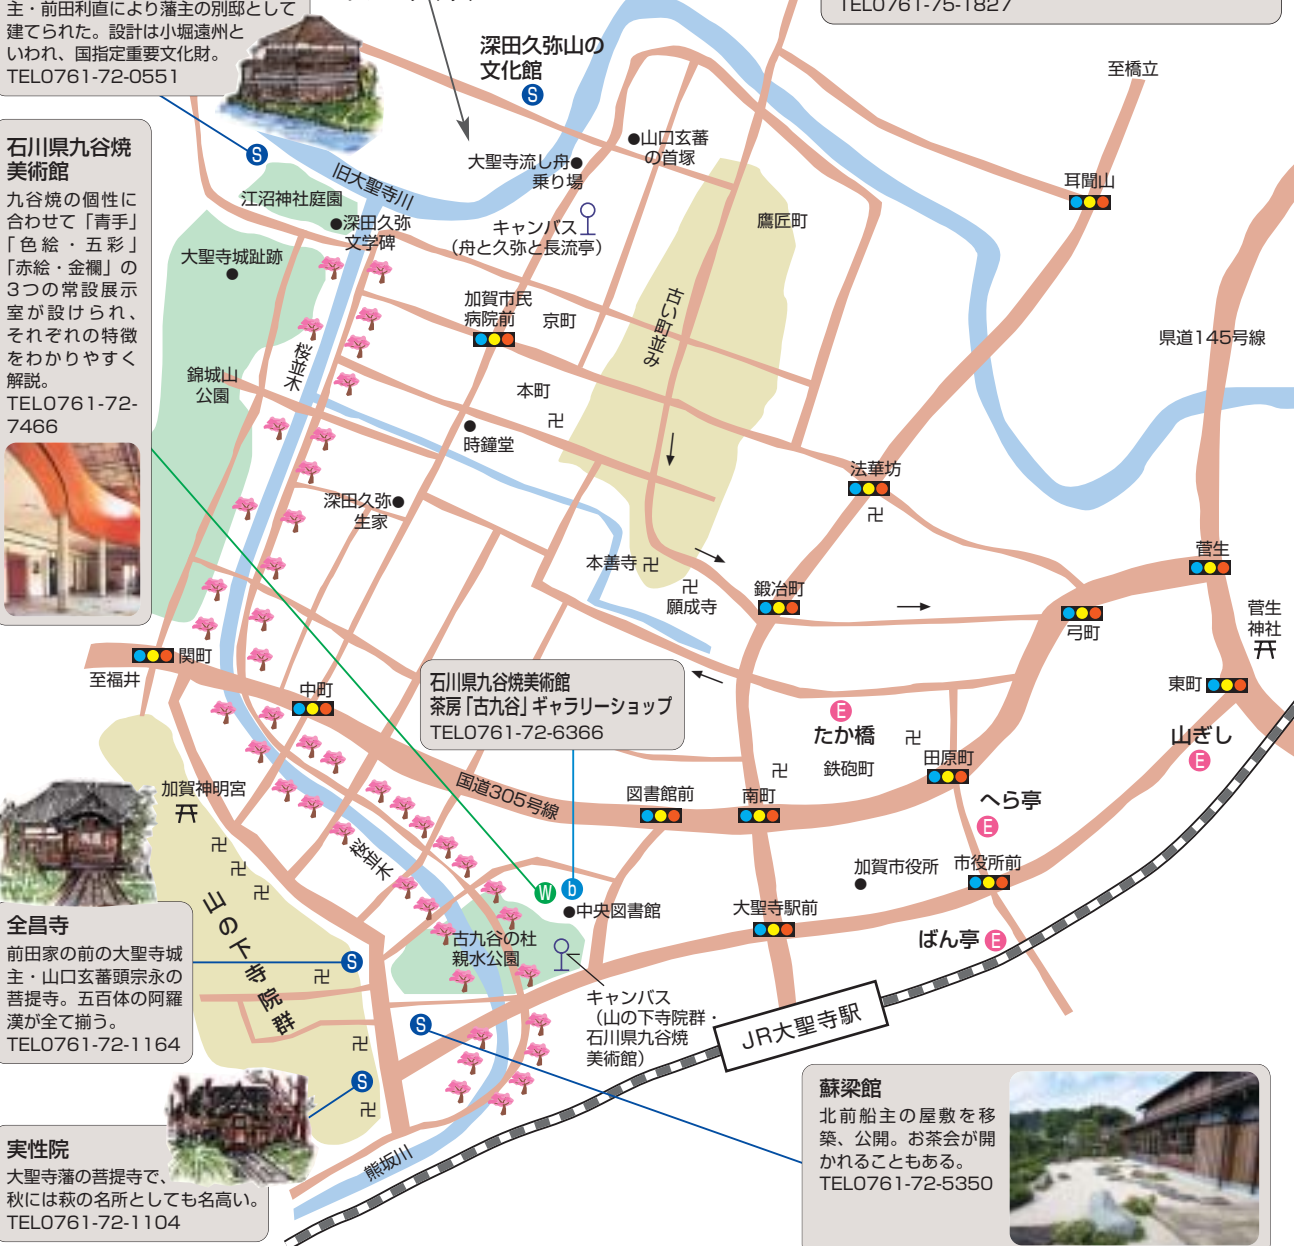 主・前田利直により藩主の別邸として
建てられた。設計は小堀遠州と
いわれ、国指定重要文化財。
TEL0761-72-0551
TEL0761-75-1827
深田久弥山の
文化館
S
至橋立
石川県九谷焼
美術館
九谷焼の個性に
合わせて「青手」
「色絵・五彩」
「赤絵・金襴」の
3つの常設展示
室が設けられ、
それぞれの特徴
をわかりやすく
解説。
TEL0761-72-
7466
S
旧大聖寺川
江沼神社庭園
●深田久弥
文学碑
大聖寺流し舟●
乗り場
●山口玄蕃
の首塚
キャンバス
(舟と久弥と長流亭)
鷹匠町
耳聞山
大聖寺城趾跡
加賀市民
病院前
京町
古い町並み
県道145号線
桜並木
錦城山
公園
本町
卍
時鐘堂
法華坊
卍
深田久弥●
生家
本善寺 卍
卍
願成寺
鍛冶町
菅生
弓町
菅生
神社
関町
至福井
中町
石川県九谷焼美術館
茶房「古九谷」ギャラリーショップ
TEL0761-72-6366
東町
E
たか橋
卍
山ぎし
E
田原町
卍
鉄砲町
国道305号線
図書館前
南町
へら亭
E
加賀神明宮
卍
卍
卍
桜並木
加賀市役所
市役所前
W
b
●中央図書館
大聖寺駅前
ばん亭 E
山の下寺院群
全昌寺
前田家の前の大聖寺城
主・山口玄蕃頭宗永の
菩提寺。五百体の阿羅
漢が全て揃う。
TEL0761-72-1164
S
卍
古九谷の杜
親水公園
キャンバス
(山の下寺院群・
石川県九谷焼
美術館)
S
JR大聖寺駅
卍
S
卍
実性院
大聖寺藩の菩提寺で、
秋には萩の名所としても名高い。
TEL0761-72-1104
熊坂川
蘇梁館
北前船主の屋敷を移
築、公開。お茶会が開
かれることもある。
TEL0761-72-5350